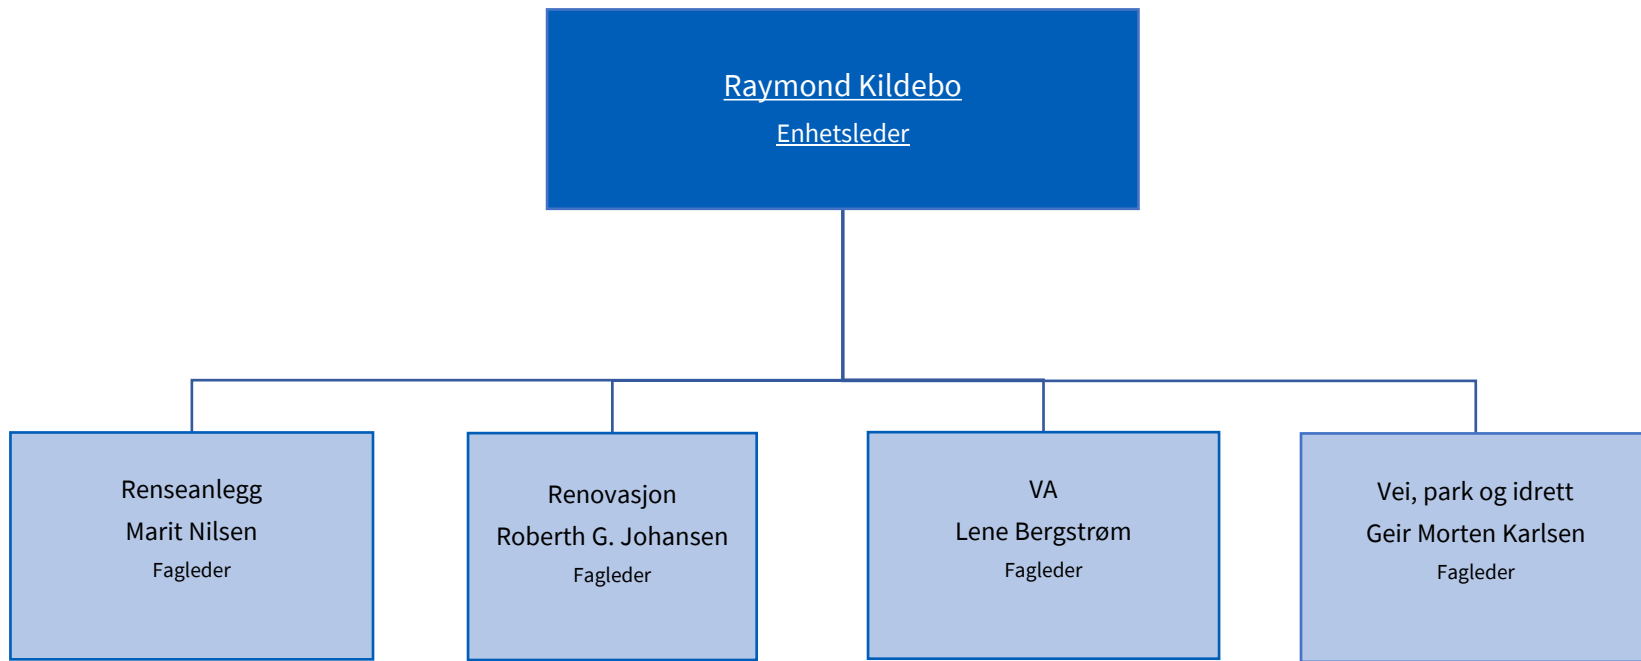 Raymond Kildebo
Enhetsleder
Renseanlegg
Marit Nilsen
Fagleder
Renovasjon
Roberth G. Johansen
Fagleder
VA
Lene Bergstrøm
Fagleder
Vei, park og idrett
Geir Morten Karlsen
Fagleder